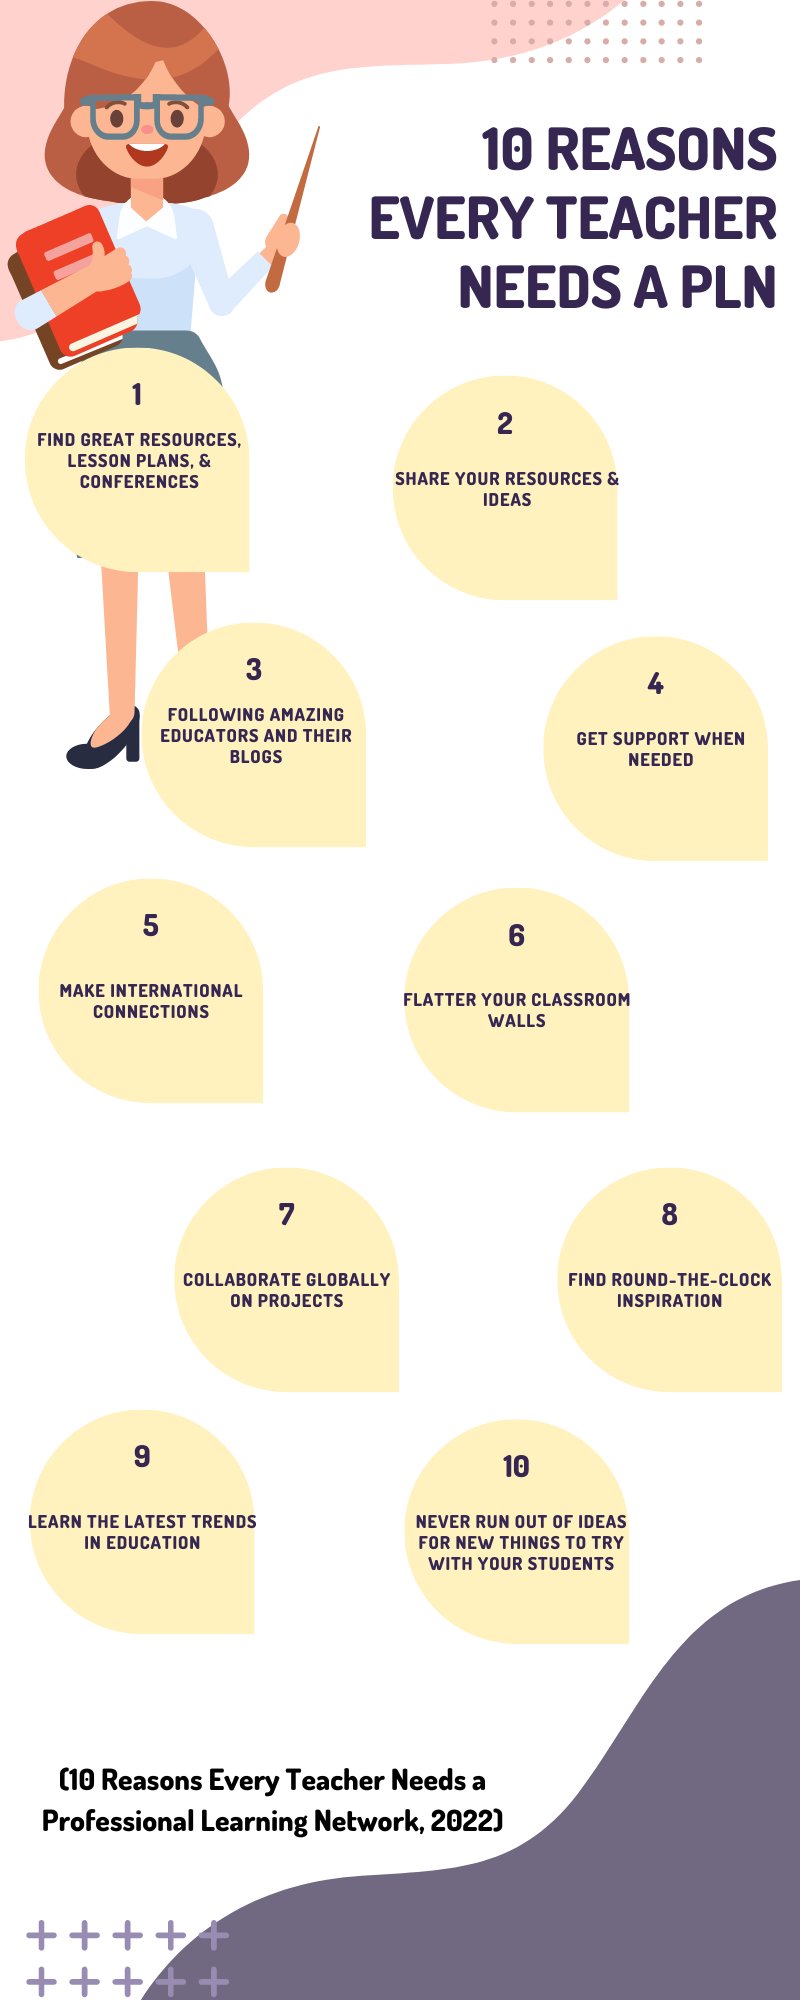 10 REASONS
EVERY TEACHER
NEEDS A PLN
1
FIND GREAT RESOURCES,
LESSON PLANS, &
CONFERENCES
2
SHARE YOUR RESOURCES &
IDEAS
3
FOLLOWING AMAZING
EDUCATORS AND THEIR
BLOGS
4
GET SUPPORT WHEN
NEEDED
5
MAKE INTERNATIONAL
CONNECTIONS
6
FLATTER YOUR CLASSROOM
WALLS
7
COLLABORATE GLOBALLY
ON PROJECTS
8
FIND ROUND-THE-CLOCK
INSPIRATION
9
LEARN THE LATEST TRENDS
IN EDUCATION
10
NEVER RUN OUT OF IDEAS
FOR NEW THINGS TO TRY
WITH YOUR STUDENTS
(10 Reasons Every Teacher Needs a
Professional Learning Network, 2022)